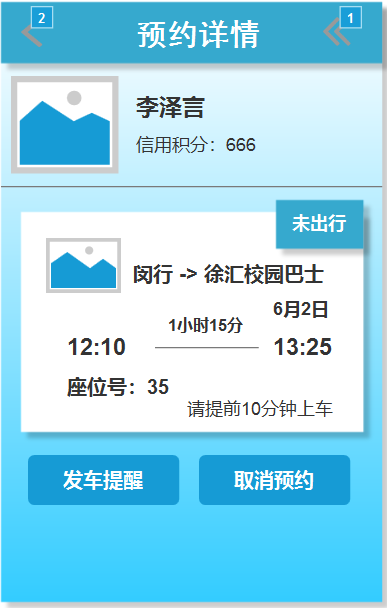 2
预约详情
1
李泽言
信用积分：666
未出行
闵行 -> 徐汇校园巴士
6月2日
1小时15分
12:10
13:25
座位号：35
请提前10分钟上车
发车提醒
取消预约